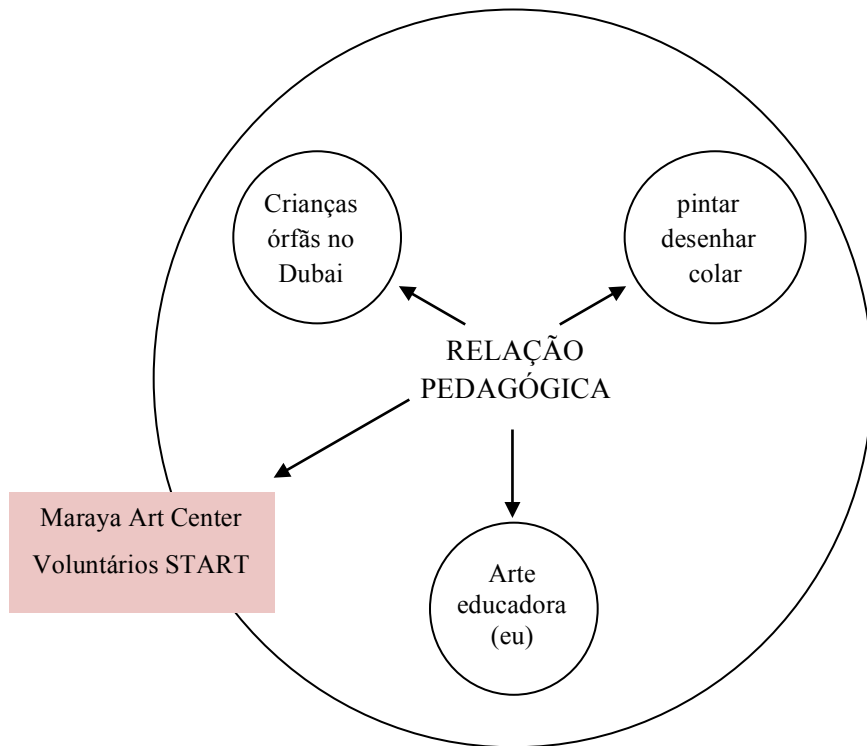 Crianças
órfãs no
Dubai
pintar
desenhar
colar
RELAÇÃO
PEDAGÓGICA
Maraya Art Center
Voluntários START
Arte
educadora
(eu)